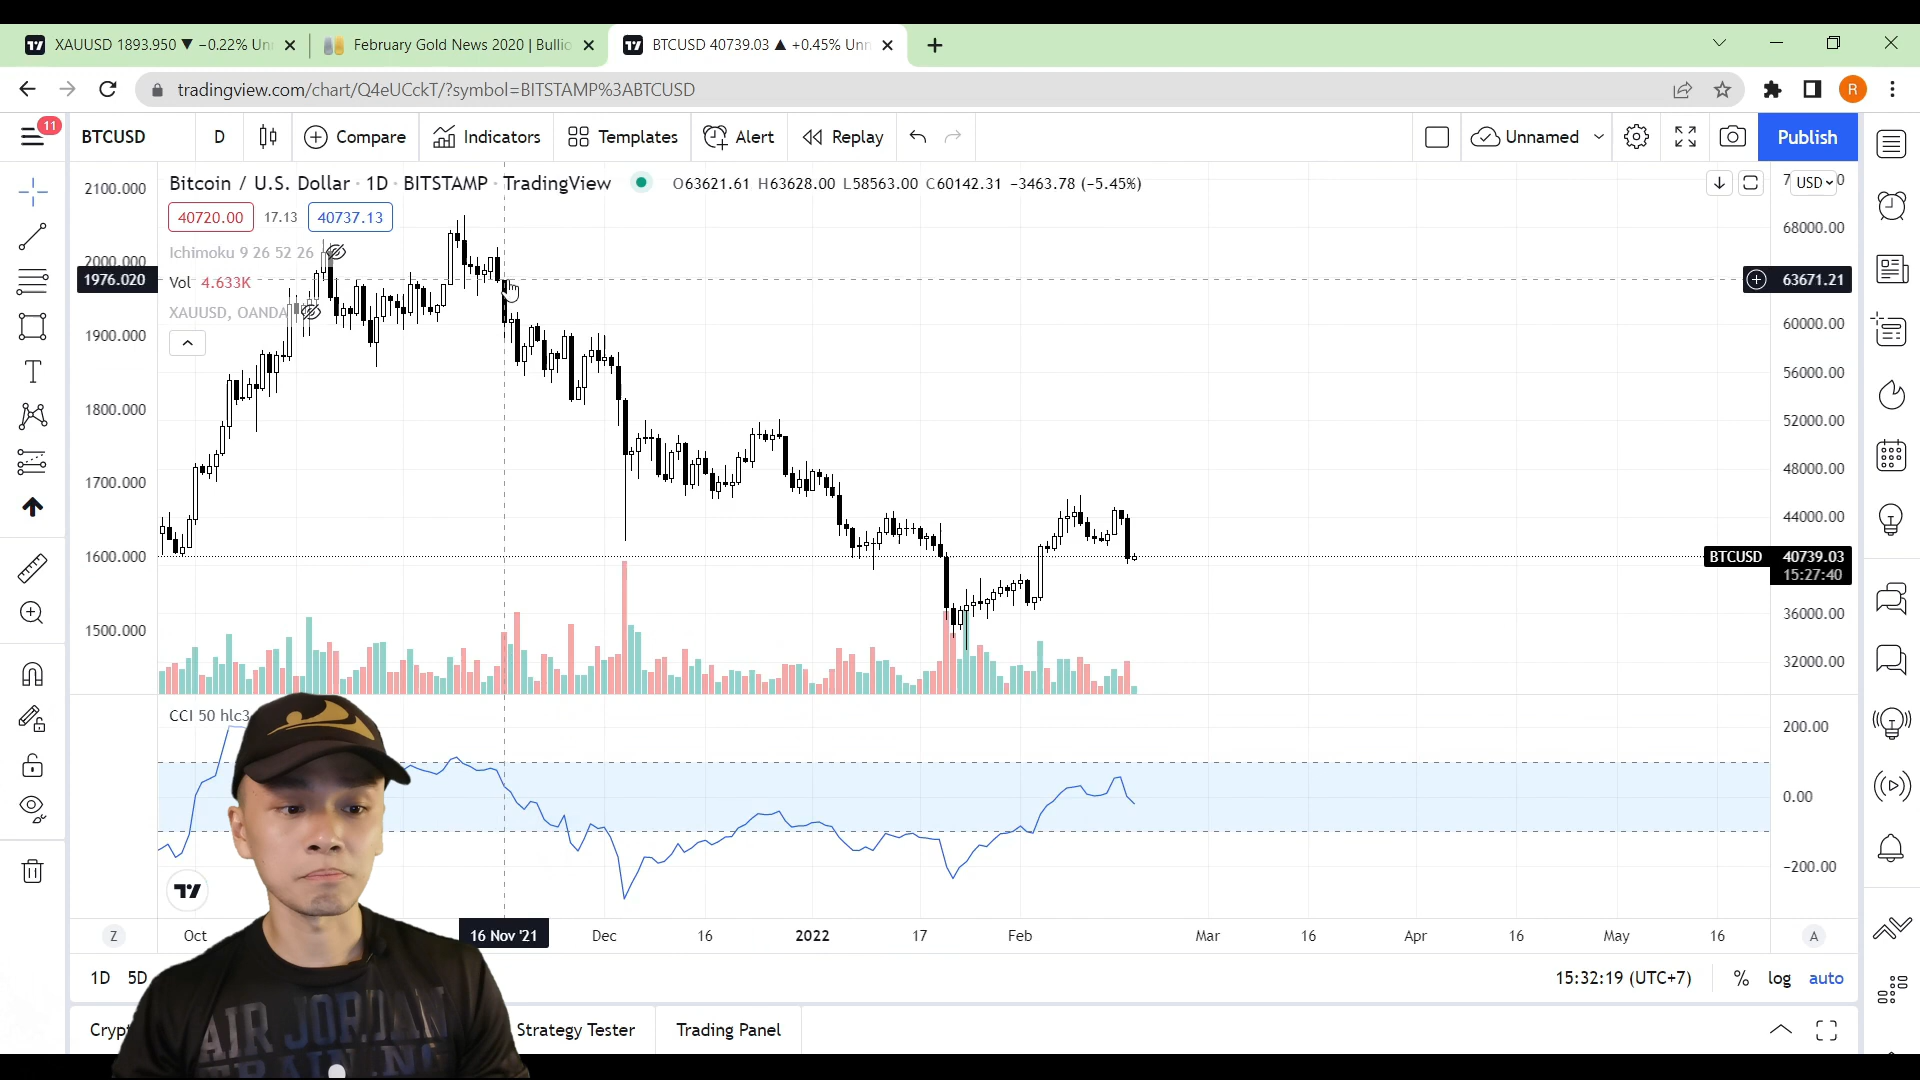 XAUUSD 1893.950 ▼ −0.22% Un
February Gold News 2020 | Bullio
BTCUSD 40739.03 ▲ +0.45% Unn
tradingview.com/chart/Q4eUCckT/?symbol=BITSTAMP%3ABTCUSD
R
11
BTCUSD
D
Compare
Indicators
Templates
Alert
Replay
Unnamed
Publish
Bitcoin / U.S. Dollar · 1D · BITSTAMP · TradingView
O63621.61 H63628.00 L58563.00 C60142.31 −3463.78 (−5.45%)
40720.00 17.13 40737.13
Ichimoku 9 26 52 26
Vol 4.633K
XAUUSD, OANDA
2100.000
2000.000
1976.020
1900.000
1800.000
1700.000
1600.000
1500.000
USD
68000.00
63671.21
60000.00
56000.00
52000.00
48000.00
44000.00
BTCUSD 40739.03
15:27:40
36000.00
32000.00
CCI 50 hlc3
200.00
0.00
−200.00
Z
Oct
16 Nov '21
Dec
16
2022
17
Feb
Mar
16
Apr
16
May
16
A
1D 5D
15:32:19 (UTC+7)
%
log
auto
Crypt
Strategy Tester
Trading Panel
AIR JORDAN
TRAINING